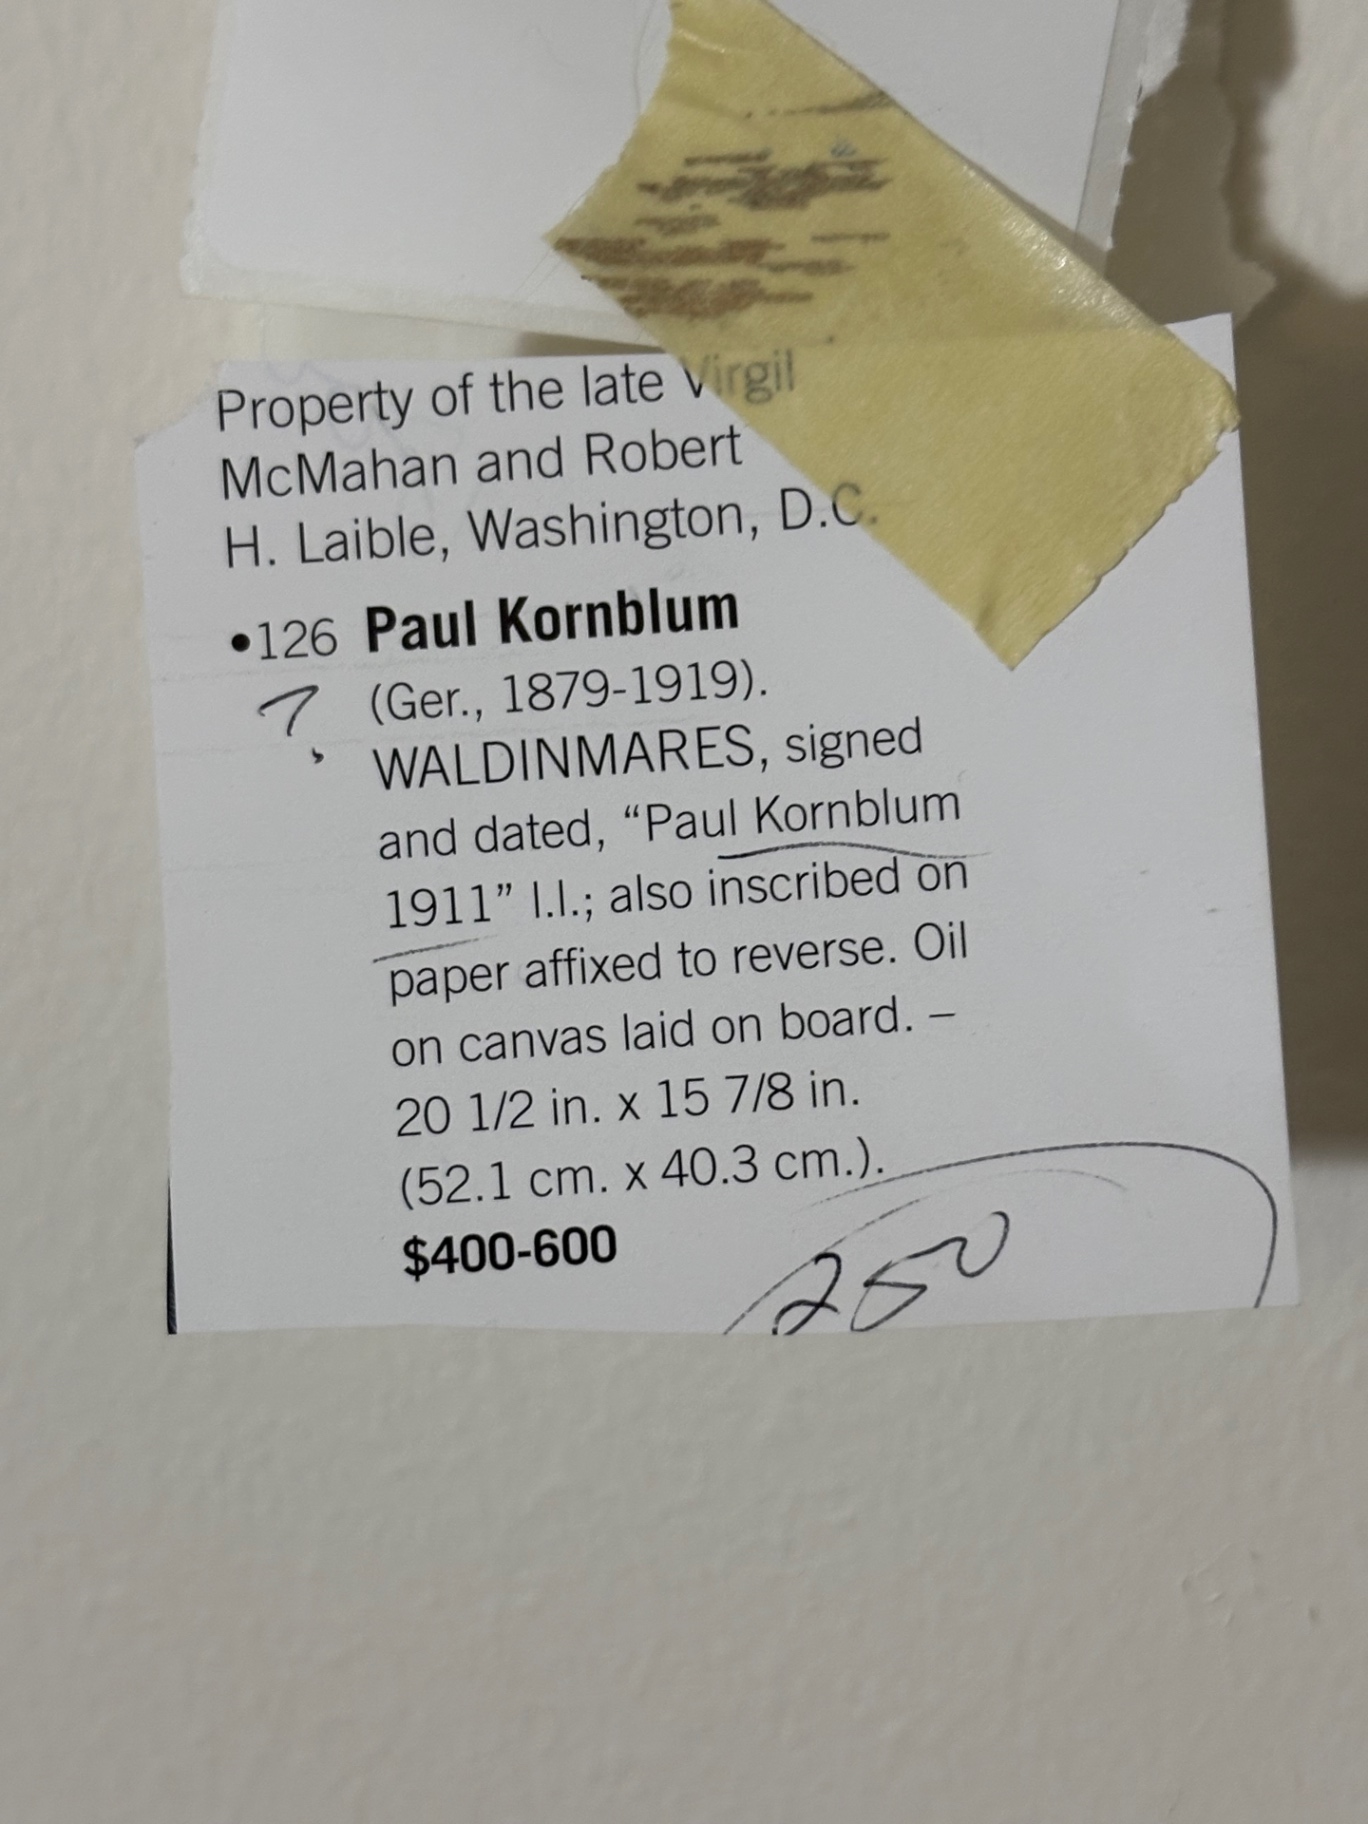 Property of the late Virgil
McMahan and Robert
H. Laible, Washington, D.C.
•126 Paul Kornblum
? (Ger., 1879-1919).
WALDINMARES, signed
and dated, “Paul Kornblum
1911” l.l.; also inscribed on
paper affixed to reverse. Oil
on canvas laid on board. –
20 1/2 in. x 15 7/8 in.
(52.1 cm. x 40.3 cm.).
$400-600
250